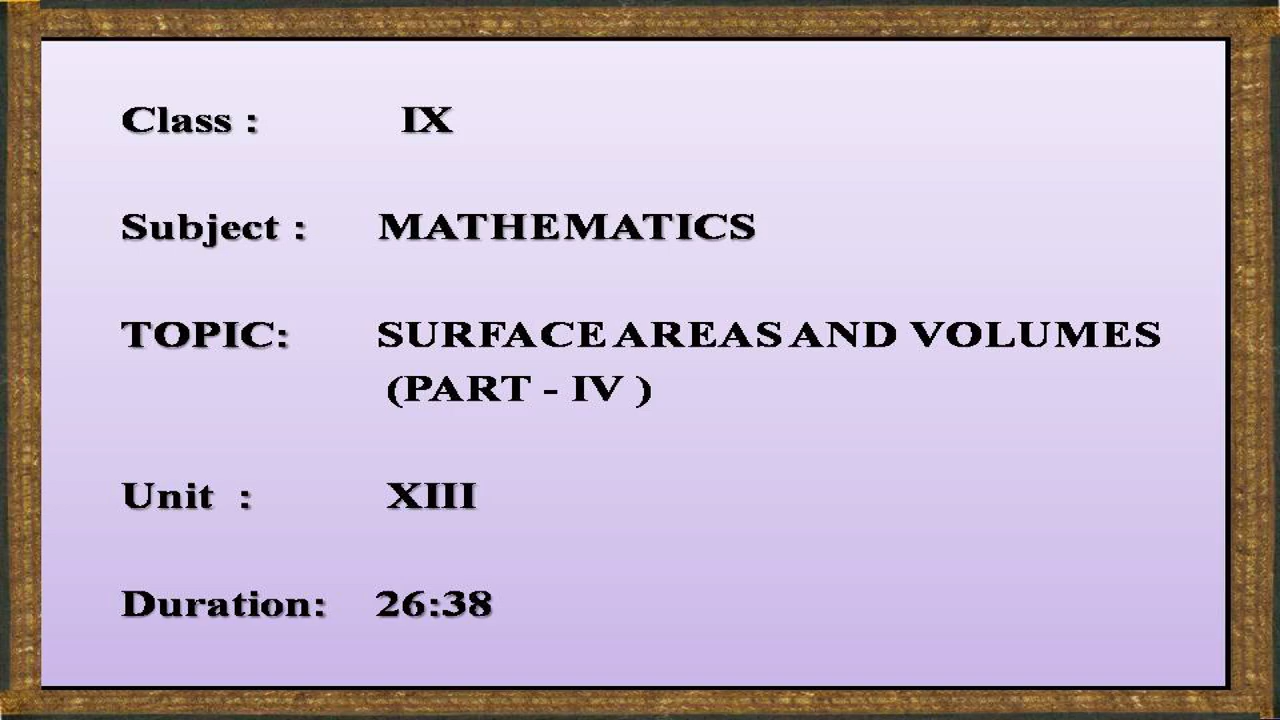 Class : IX
Subject : MATHEMATICS
TOPIC: SURFACE AREAS AND VOLUMES
(PART - IV )
Unit : XIII
Duration: 26:38